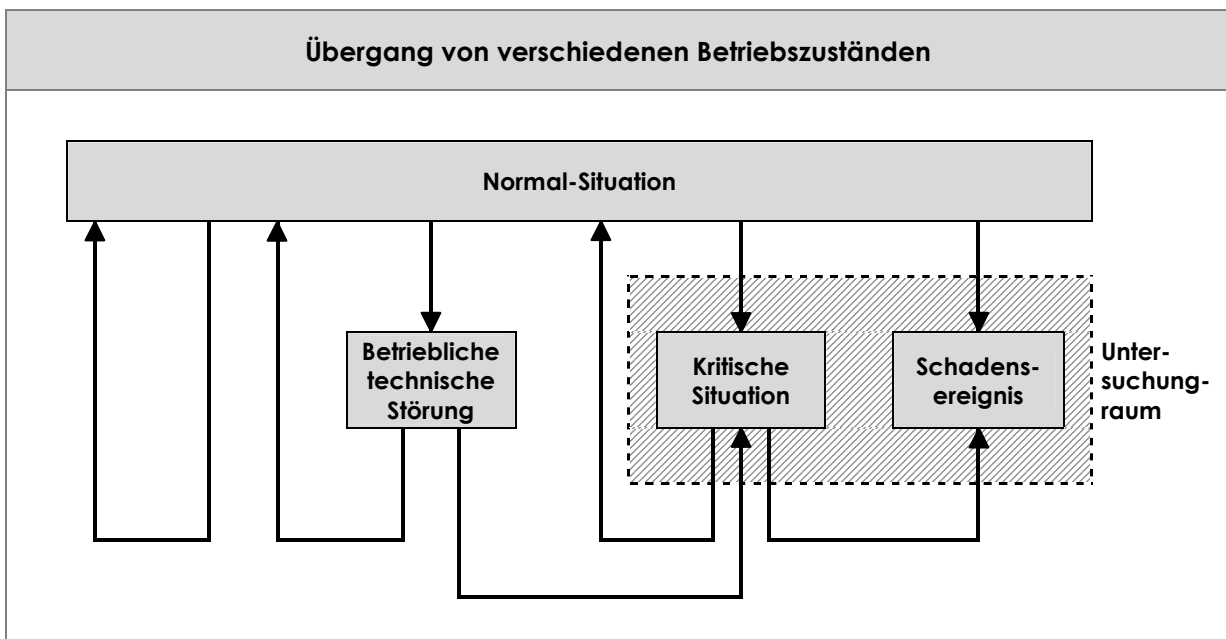 Übergang von verschiedenen Betriebszuständen
Normal-Situation
Betriebliche
technische
Störung
Kritische
Situation
Schadens-
ereignis
Unter-
suchung-
raum